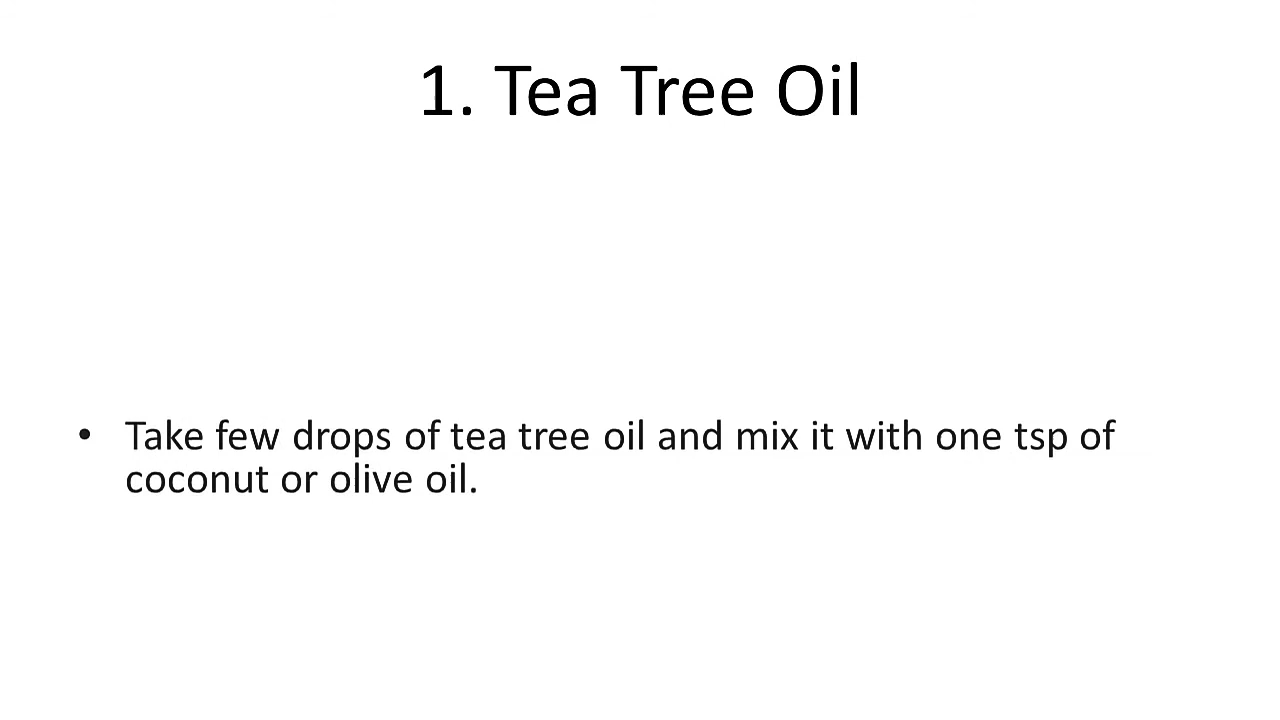 1. Tea Tree Oil
• Take few drops of tea tree oil and mix it with one tsp of
coconut or olive oil.